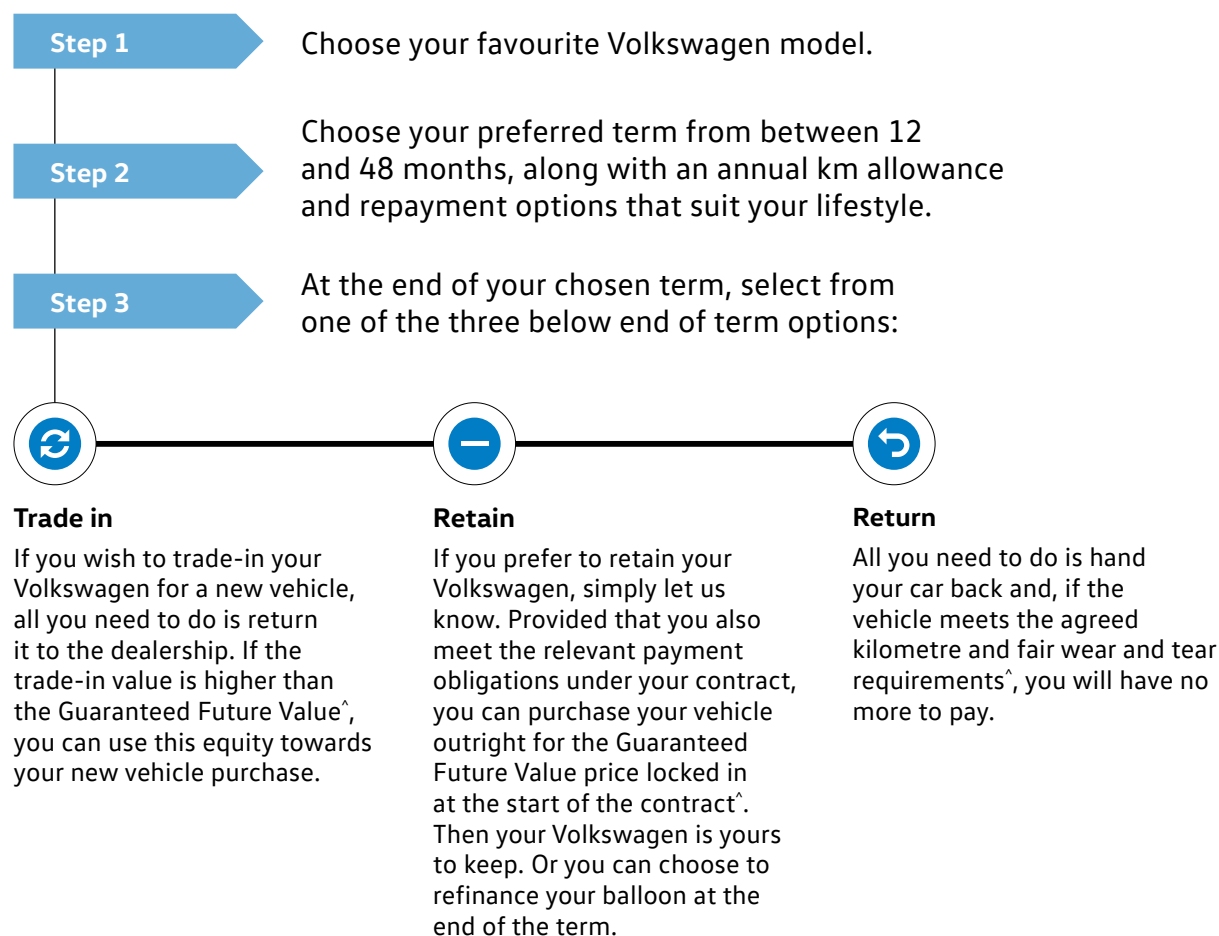 Step 1
Choose your favourite Volkswagen model.
Step 2
Choose your preferred term from between 12
and 48 months, along with an annual km allowance
and repayment options that suit your lifestyle.
Step 3
At the end of your chosen term, select from
one of the three below end of term options:
Trade in
If you wish to trade-in your
Volkswagen for a new vehicle,
all you need to do is return
it to the dealership. If the
trade-in value is higher than
the Guaranteed Future Value^,
you can use this equity towards
your new vehicle purchase.
Retain
If you prefer to retain your
Volkswagen, simply let us
know. Provided that you also
meet the relevant payment
obligations under your contract,
you can purchase your vehicle
outright for the Guaranteed
Future Value price locked in
at the start of the contract^.
Then your Volkswagen is yours
to keep. Or you can choose to
refinance your balloon at the
end of the term.
Return
All you need to do is hand
your car back and, if the
vehicle meets the agreed
kilometre and fair wear and tear
requirements^, you will have no
more to pay.